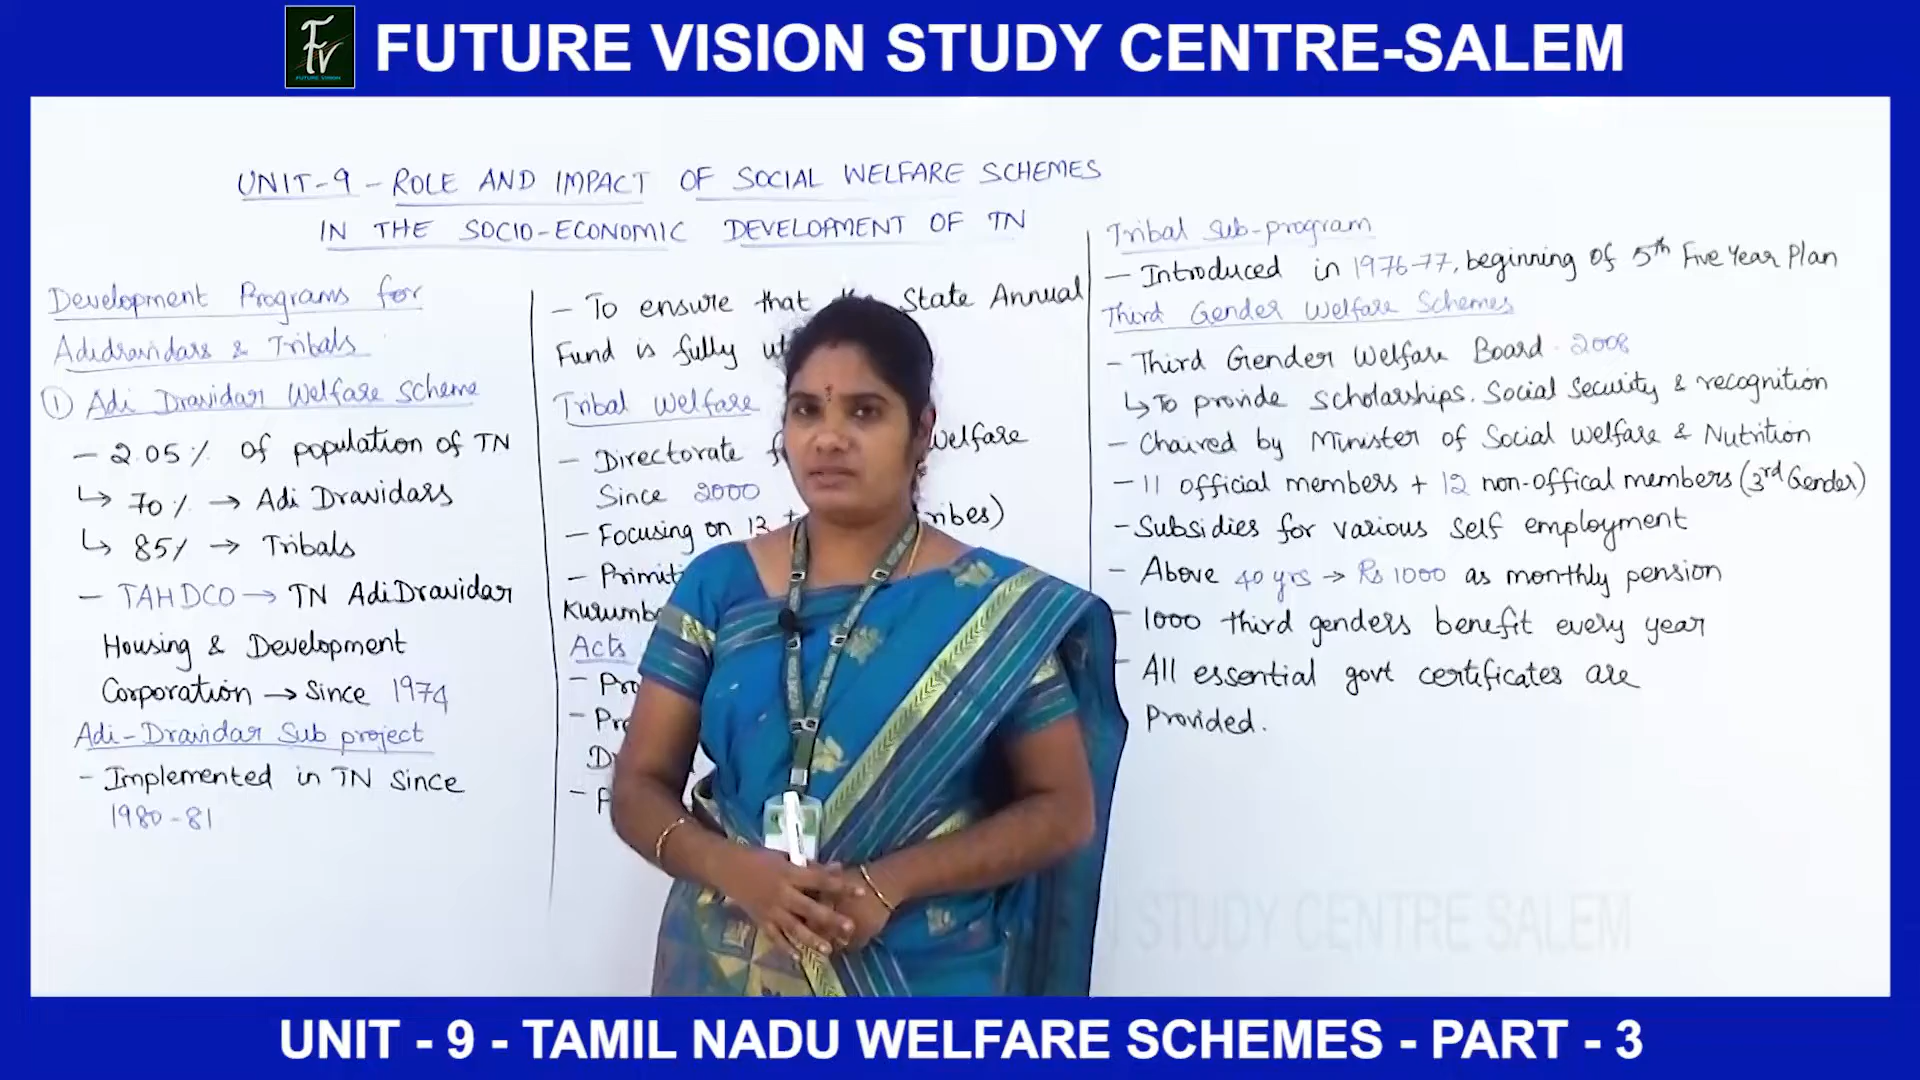 FV
FUTURE VISION
FUTURE VISION STUDY CENTRE-SALEM
UNIT-9 - ROLE AND IMPACT OF SOCIAL WELFARE SCHEMES
IN THE SOCIO-ECONOMIC DEVELOPMENT OF TN
Development Programs for
Adidravidars & Tribals
① Adi Dravidar Welfare Scheme
- 2.05% of population of TN
↳ 70% → Adi Dravidars
↳ 85% → Tribals
- TAHDCO → TN AdiDravidar
Housing & Development
Corporation → Since 1974
Adi-Dravidar Sub project
- Implemented in TN Since
1980-81
- To ensure that State Annual
Fund is fully
Tribal Welfare
- Directorate Welfare
Since 2000
- Focusing on 13
Acts
Tribal Sub-program
- Introduced in 1976-77, beginning of 5th Five Year Plan
Third Gender Welfare Schemes
- Third Gender Welfare Board - 2008
↳ To provide scholarships, Social Security & recognition
- Chaired by Minister of Social Welfare & Nutrition
- 11 official members + 12 non-offical members (3rd Gender)
- Subsidies for various self employment
- Above 40 yrs → Rs 1000 as monthly pension
- 1000 third genders benefit every year
- All essential govt certificates are
Provided.
STUDY CENTRE SALEM
UNIT - 9 - TAMIL NADU WELFARE SCHEMES - PART - 3